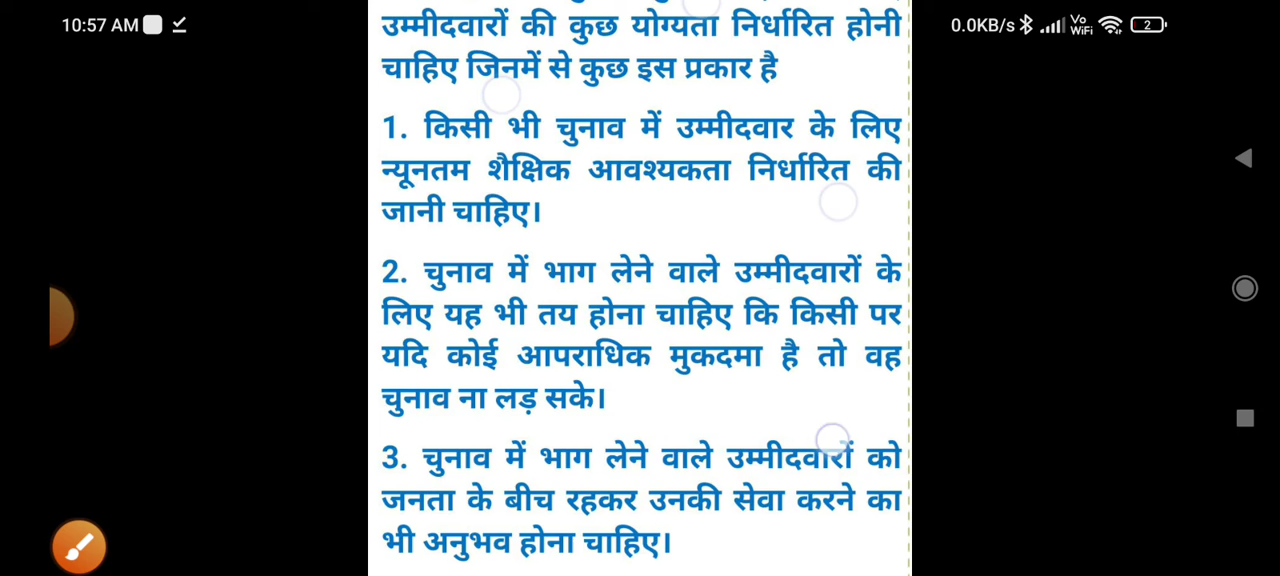 10:57 AM
0.0KB/s Vo WiFi 2
उम्मीदवारों की कुछ योग्यता निर्धारित होनी
चाहिए जिनमें से कुछ इस प्रकार है
1. किसी भी चुनाव में उम्मीदवार के लिए
न्यूनतम शैक्षिक आवश्यकता निर्धारित की
जानी चाहिए।
2. चुनाव में भाग लेने वाले उम्मीदवारों के
लिए यह भी तय होना चाहिए कि किसी पर
यदि कोई आपराधिक मुकदमा है तो वह
चुनाव ना लड़ सके।
3. चुनाव में भाग लेने वाले उम्मीदवारों को
जनता के बीच रहकर उनकी सेवा करने का
भी अनुभव होना चाहिए।